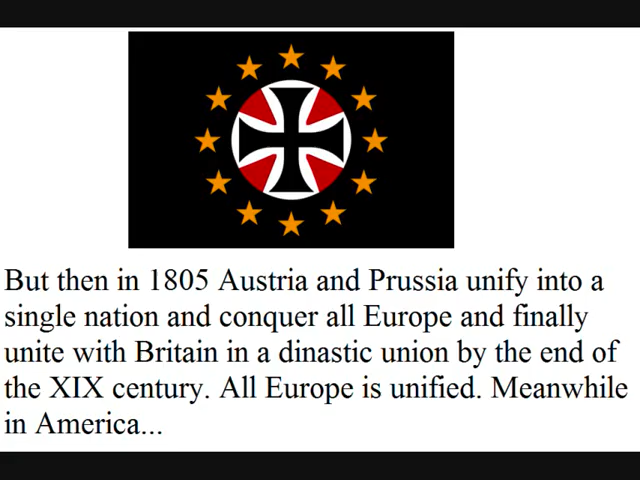 But then in 1805 Austria and Prussia unify into a
single nation and conquer all Europe and finally
unite with Britain in a dinastic union by the end of
the XIX century. All Europe is unified. Meanwhile
in America...